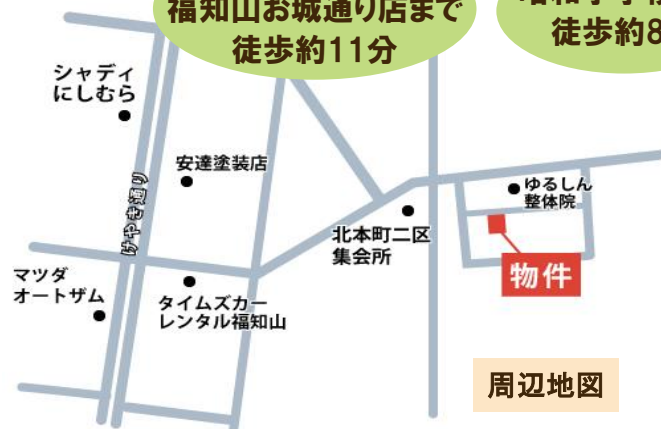 福知山お城通り店まで
徒歩約11分
徒歩約8
シャディ
にしむら
安達塗装店
けやき通り
ゆるしん
整体院
北本町二区
集会所
物件
マツダ
オートザム
タイムズカー
レンタル福知山
周辺地図